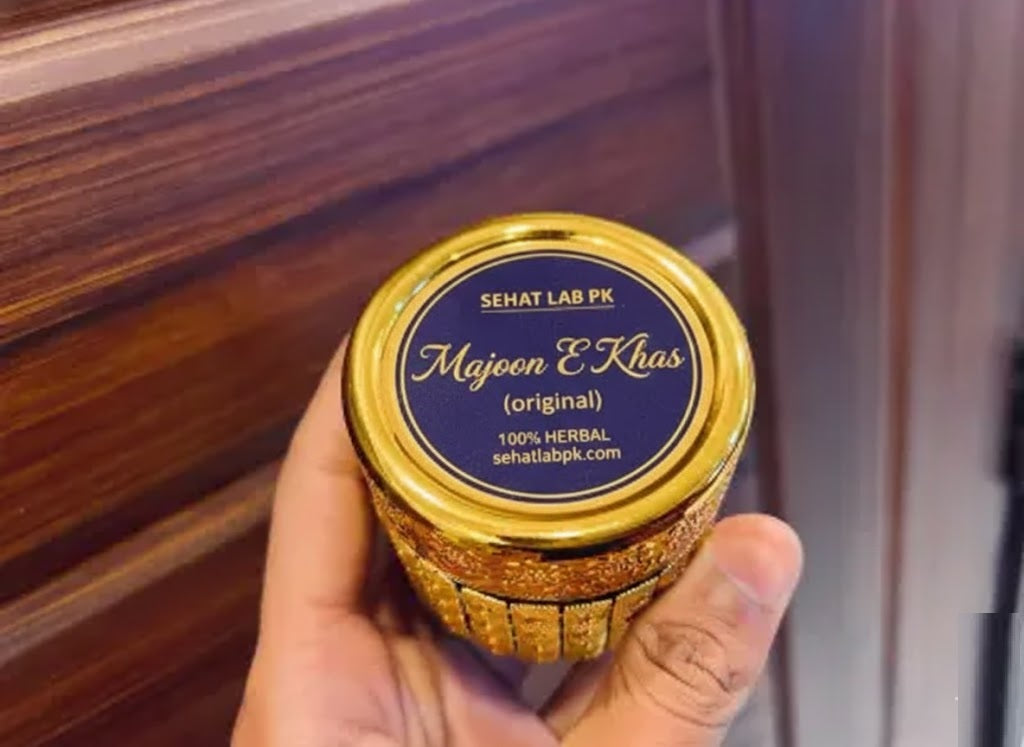 SEHAT LAB PK
Majoon E Khas
(original)
100% HERBAL
sehatlabpk.com